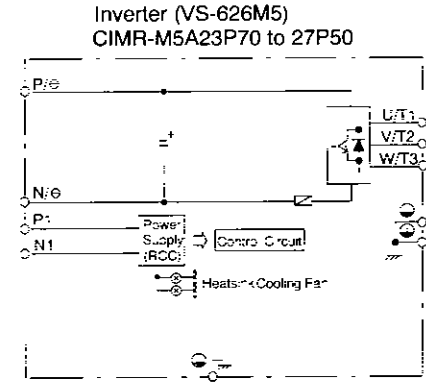 Inverter (VS-626M5)
CIMR-M5A23P70 to 27P50
P/⊖
U/T1
V/T2
W/T3
N/⊖
P1
N1
Power
Supply
(RCC)
Control Circuit
Heatsink Cooling Fan